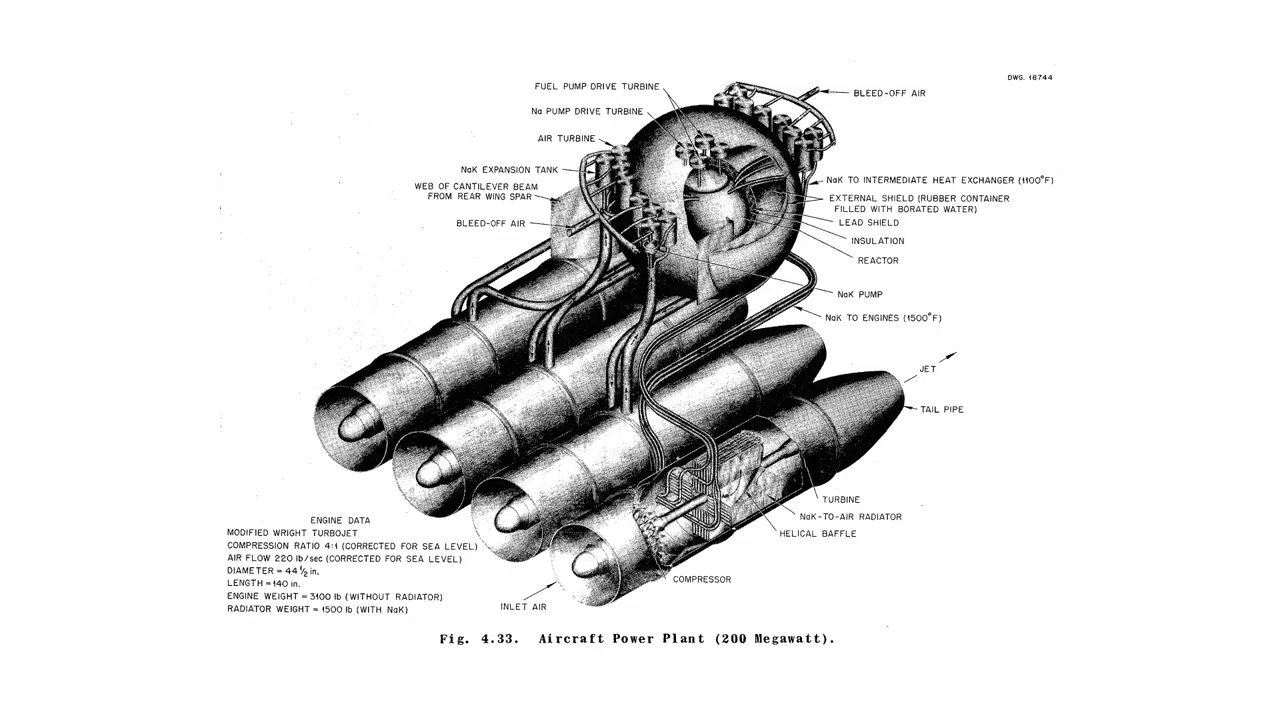 DWG. 18744
FUEL PUMP DRIVE TURBINE
BLEED-OFF AIR
Na PUMP DRIVE TURBINE
AIR TURBINE
NaK EXPANSION TANK
NaK TO INTERMEDIATE HEAT EXCHANGER (1100°F)
WEB OF CANTILEVER BEAM
FROM REAR WING SPAR
EXTERNAL SHIELD (RUBBER CONTAINER
FILLED WITH BORATED WATER)
BLEED-OFF AIR
LEAD SHIELD
INSULATION
REACTOR
NaK PUMP
NaK TO ENGINES (1500°F)
JET
TAIL PIPE
TURBINE
NaK-TO-AIR RADIATOR
HELICAL BAFFLE
COMPRESSOR
INLET AIR
ENGINE DATA
MODIFIED WRIGHT TURBOJET
COMPRESSION RATIO 4:1 (CORRECTED FOR SEA LEVEL)
AIR FLOW 220 lb/sec (CORRECTED FOR SEA LEVEL)
DIAMETER = 44 1/2 in.
LENGTH = 140 in.
ENGINE WEIGHT = 3100 lb (WITHOUT RADIATOR)
RADIATOR WEIGHT = 1500 lb (WITH NaK)
Fig. 4.33. Aircraft Power Plant (200 Megawatt).